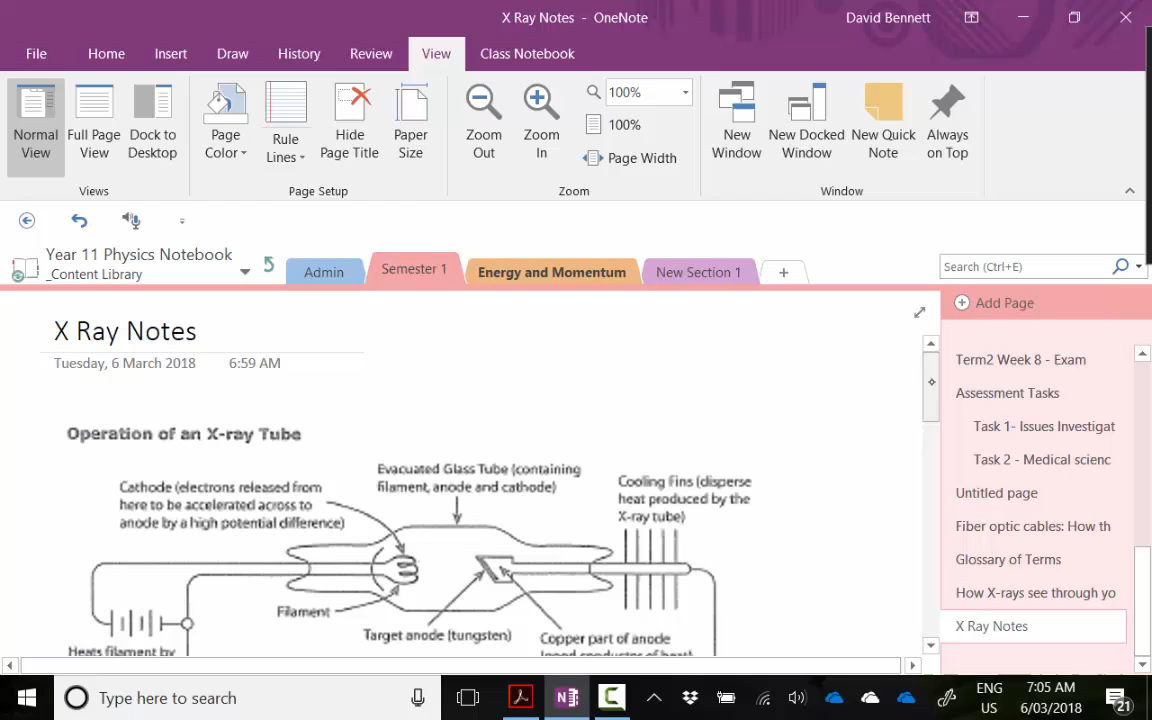 X Ray Notes - OneNote
David Bennett
File Home Insert Draw History Review View Class Notebook
Normal View
Full Page View
Dock to Desktop
Views
Page Color
Rule Lines
Hide Page Title
Paper Size
Page Setup
Zoom Out
Zoom In
100%
100%
Page Width
Zoom
New Window
New Docked Window
New Quick Note
Always on Top
Window
Year 11 Physics Notebook
_Content Library
Admin
Semester 1
Energy and Momentum
New Section 1
+
Search (Ctrl+E)
X Ray Notes
Tuesday, 6 March 2018 6:59 AM
Operation of an X-ray Tube
Cathode (electrons released from
here to be accelerated across to
anode by a high potential difference)
Evacuated Glass Tube (containing
filament, anode and cathode)
Cooling Fins (disperse
heat produced by the
X-ray tube)
Filament
Target anode (tungsten)
Copper part of anode
(good conductor of heat)
Heats filament by
Add Page
Term2 Week 8 - Exam
Assessment Tasks
Task 1- Issues Investigat
Task 2 - Medical scienc
Untitled page
Fiber optic cables: How th
Glossary of Terms
How X-rays see through yo
X Ray Notes
Type here to search
ENG
US
7:05 AM
6/03/2018
21